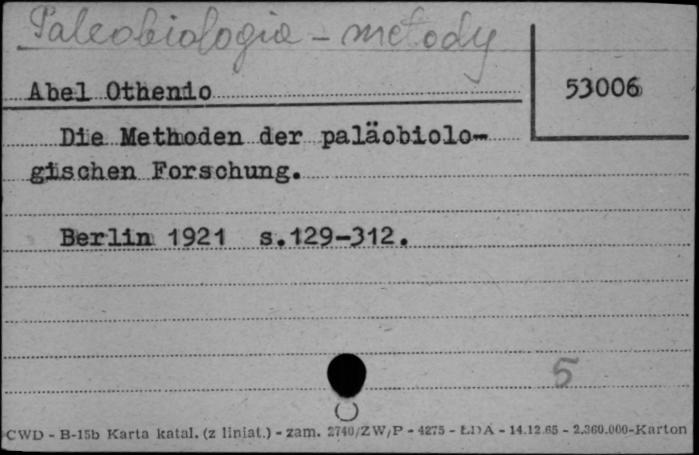 Paleobiologia - metody
Abel Othenio
53006
Die Methoden der paläobiolo-
gischen Forschung.
Berlin 1921 s.129-312.
5
CWD - B-15b Karta katal. (z liniat.) - zam. 2740/ZW/P - 4275 - ŁDA - 14.12.65 - 2.360.000-Karton